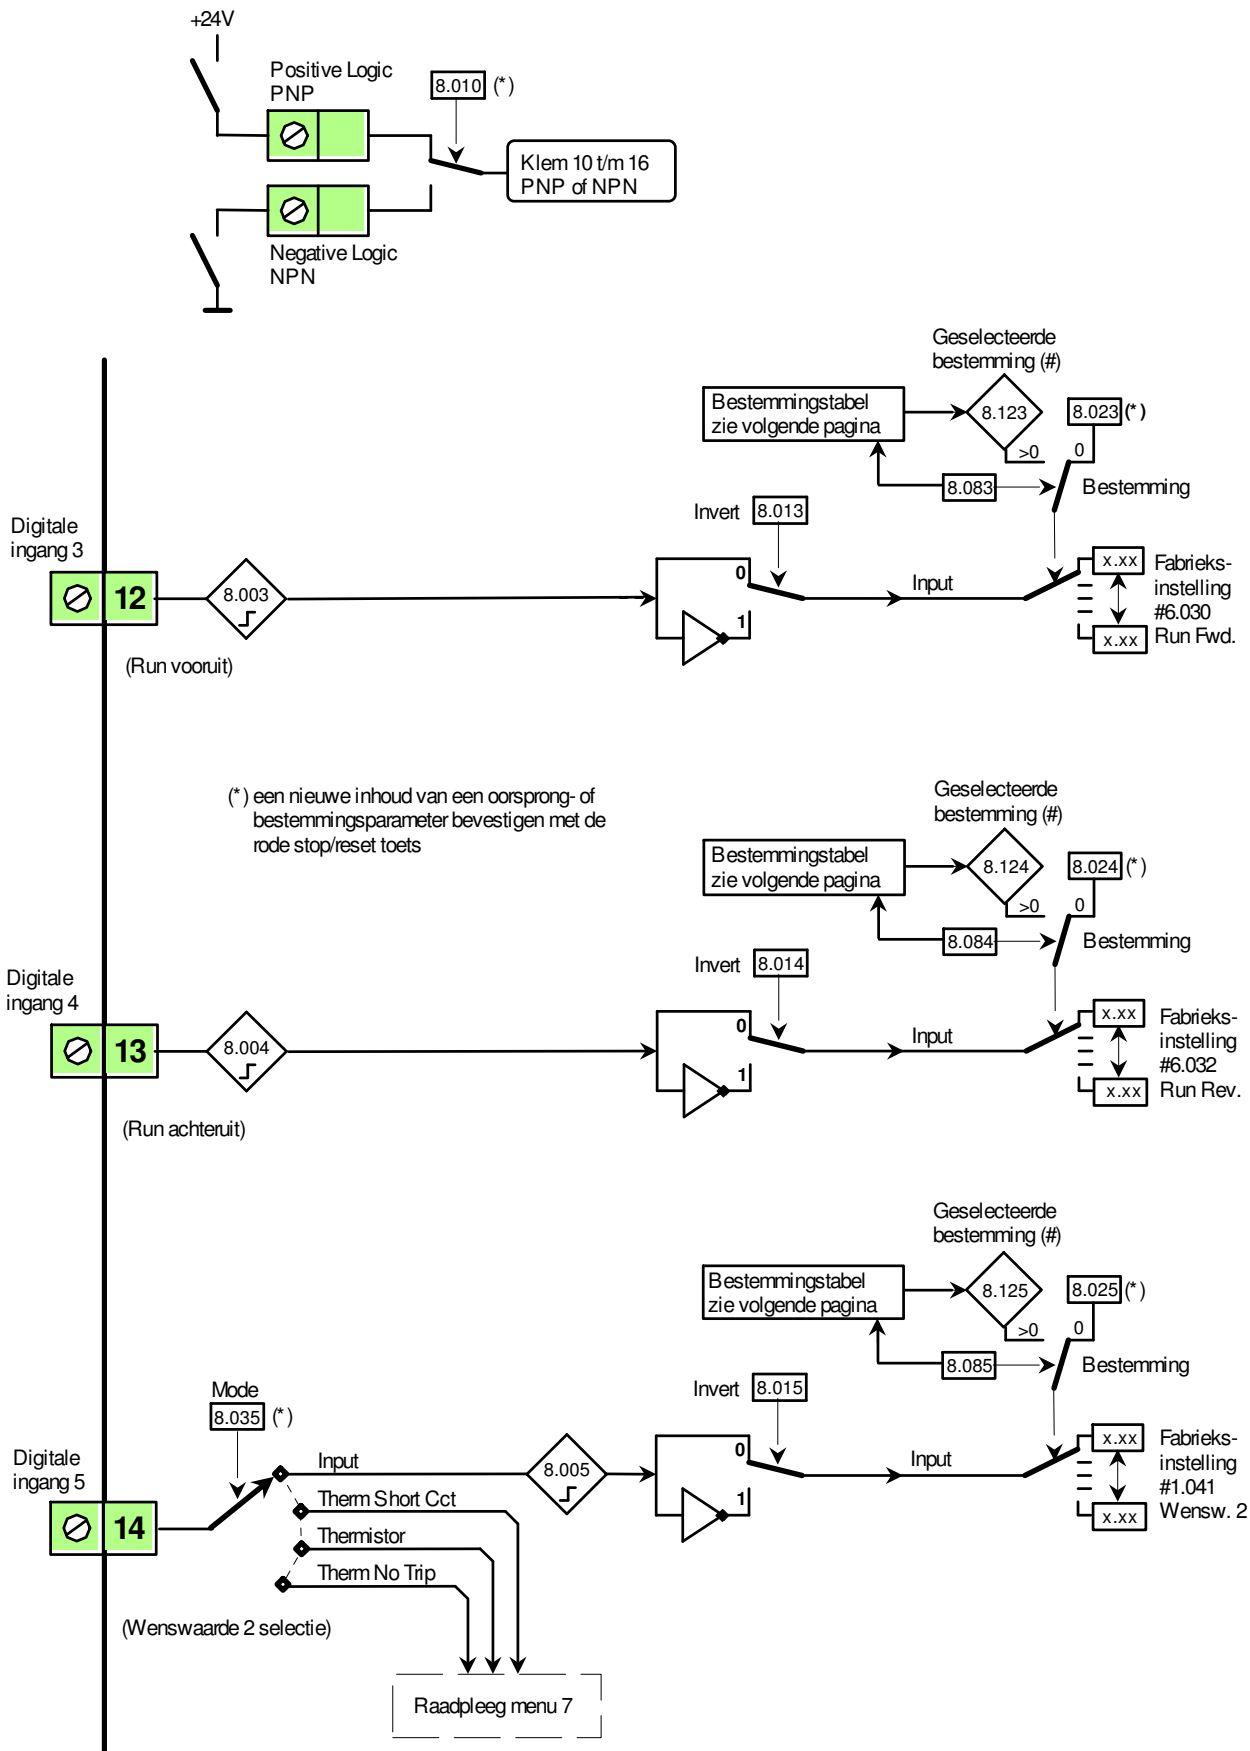 +24V
Positive Logic
PNP
8.010 (*)
Klem 10 t/m 16
PNP of NPN
Negative Logic
NPN
Geselecteerde
bestemming (#)
Bestemmingstabel
zie volgende pagina
8.123
8.023 (*)
>0
0
8.083
Bestemming
Invert 8.013
Digitale
ingang 3
12
8.003
0
1
Input
x.xx
x.xx
Fabrieks-
instelling
#6.030
Run Fwd.
(Run vooruit)
(*) een nieuwe inhoud van een oorsprong- of
bestemmingsparameter bevestigen met de
rode stop/reset toets
Geselecteerde
bestemming (#)
Bestemmingstabel
zie volgende pagina
8.124
8.024 (*)
>0
0
8.084
Bestemming
Invert 8.014
Digitale
ingang 4
13
8.004
0
1
Input
x.xx
x.xx
Fabrieks-
instelling
#6.032
Run Rev.
(Run achteruit)
Geselecteerde
bestemming (#)
Bestemmingstabel
zie volgende pagina
8.125
8.025 (*)
>0
0
8.085
Bestemming
Invert 8.015
Mode
8.035 (*)
Digitale
ingang 5
14
Input
Therm Short Cct
Thermistor
Therm No Trip
8.005
0
1
Input
x.xx
x.xx
Fabrieks-
instelling
#1.041
Wensw. 2
(Wenswaarde 2 selectie)
Raadpleeg menu 7